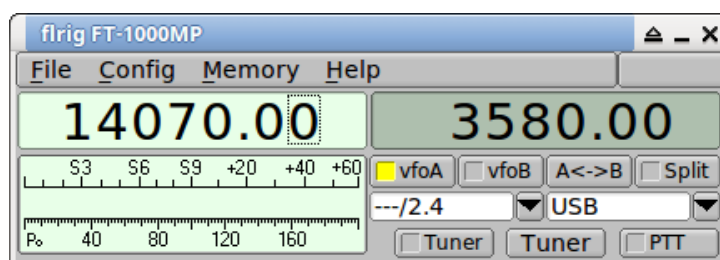 flrig FT-1000MP
File Config Memory Help
14070.00 3580.00
S3 S6 S9 +20 +40 +60
vfoA vfoB A<->B Split
---/2.4 USB
Po 40 80 120 160
Tuner Tuner PTT